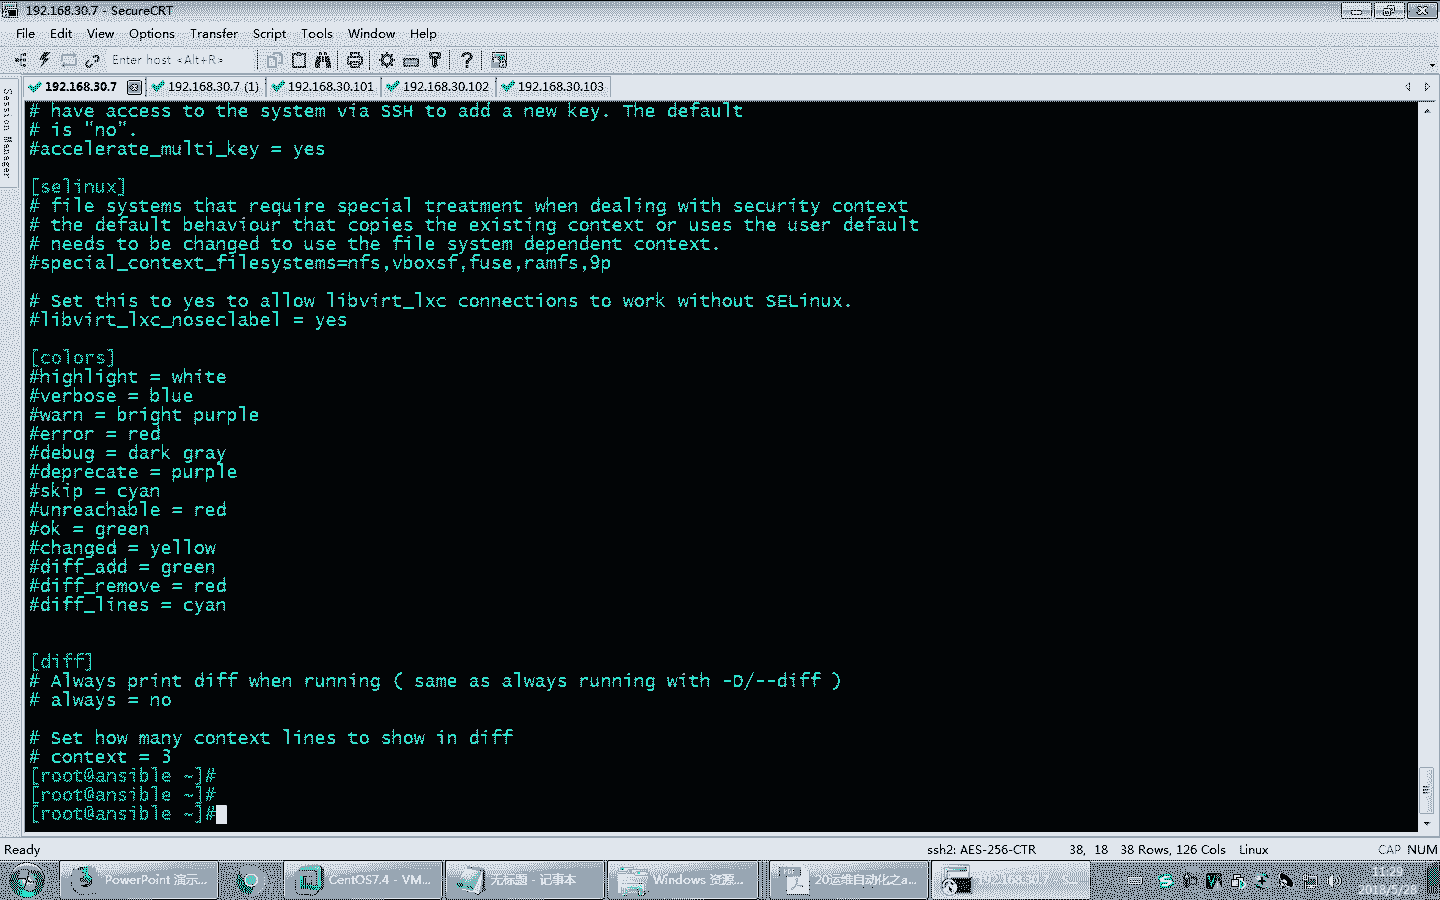 192.168.30.7 - SecureCRT
File Edit View Options Transfer Script Tools Window Help
Enter host <Alt+R>
192.168.30.7 192.168.30.7 (1) 192.168.30.101 192.168.30.102 192.168.30.103
Session Manager
# have access to the system via SSH to add a new key. The default
# is "no".
#accelerate_multi_key = yes
[selinux]
# file systems that require special treatment when dealing with security context
# the default behaviour that copies the existing context or uses the user default
# needs to be changed to use the file system dependent context.
#special_context_filesystems=nfs,vboxsf,fuse,ramfs,9p
# Set this to yes to allow libvirt_lxc connections to work without SELinux.
#libvirt_lxc_noseclabel = yes
[colors]
#highlight = white
#verbose = blue
#warn = bright purple
#error = red
#debug = dark gray
#deprecate = purple
#skip = cyan
#unreachable = red
#ok = green
#changed = yellow
#diff_add = green
#diff_remove = red
#diff_lines = cyan
[diff]
# Always print diff when running ( same as always running with -D/--diff )
# always = no
# Set how many context lines to show in diff
# context = 3
[root@ansible ~]#
[root@ansible ~]#
[root@ansible ~]#
Ready ssh2: AES-256-CTR 38, 18 38 Rows, 126 Cols Linux CAP NUM
PowerPoint 演示... CentOS7.4 - VM... 无标题 - 记事本 Windows 资源... 20运维自动化之a... 192.168.30.7 ... 11:29
2018/5/28